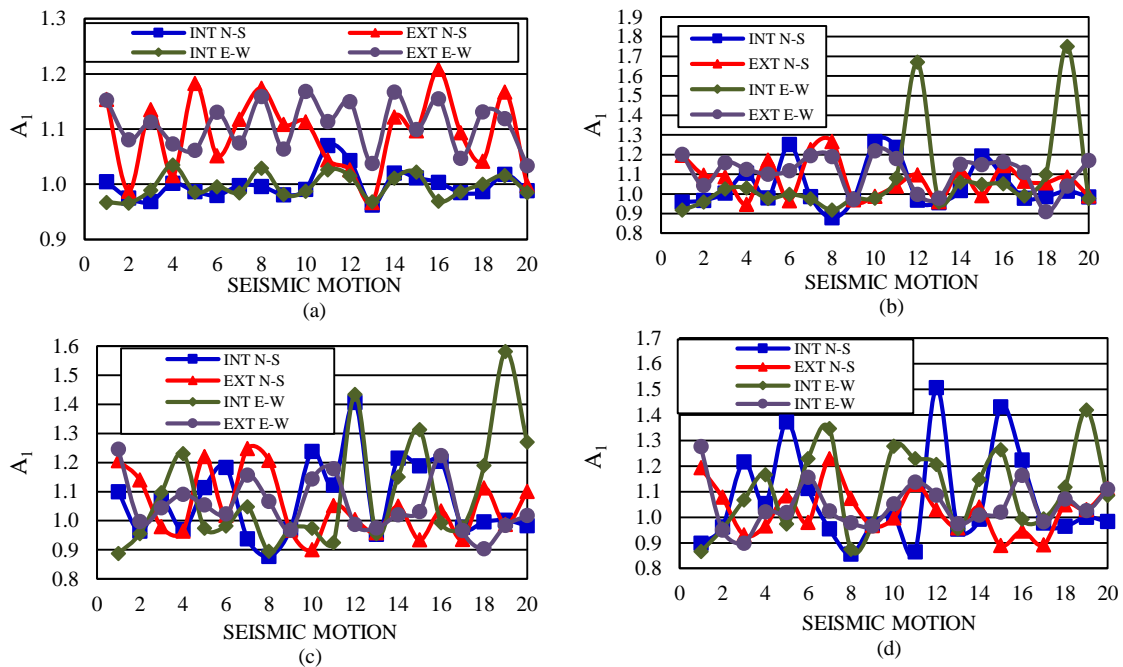 1.3
1.2
1.1
1.0
0.9
A1
INT N-S EXT N-S
INT E-W EXT E-W
0 2 4 6 8 10 12 14 16 18 20
SEISMIC MOTION
(a)
1.9
1.8
1.7
1.6
1.5
1.4
1.3
1.2
1.1
1.0
0.9
0.8
A1
INT N-S
EXT N-S
INT E-W
EXT E-W
0 2 4 6 8 10 12 14 16 18 20
SEISMIC MOTION
(b)
1.6
1.5
1.4
1.3
1.2
1.1
1.0
0.9
0.8
A1
INT N-S
EXT N-S
INT E-W
EXT E-W
0 2 4 6 8 10 12 14 16 18 20
SEISMIC MOTION
(c)
1.7
1.6
1.5
1.4
1.3
1.2
1.1
1.0
0.9
0.8
A1
INT N-S
EXT N-S
INT E-W
INT E-W
0 2 4 6 8 10 12 14 16 18 20
SEISMIC MOTION
(d)